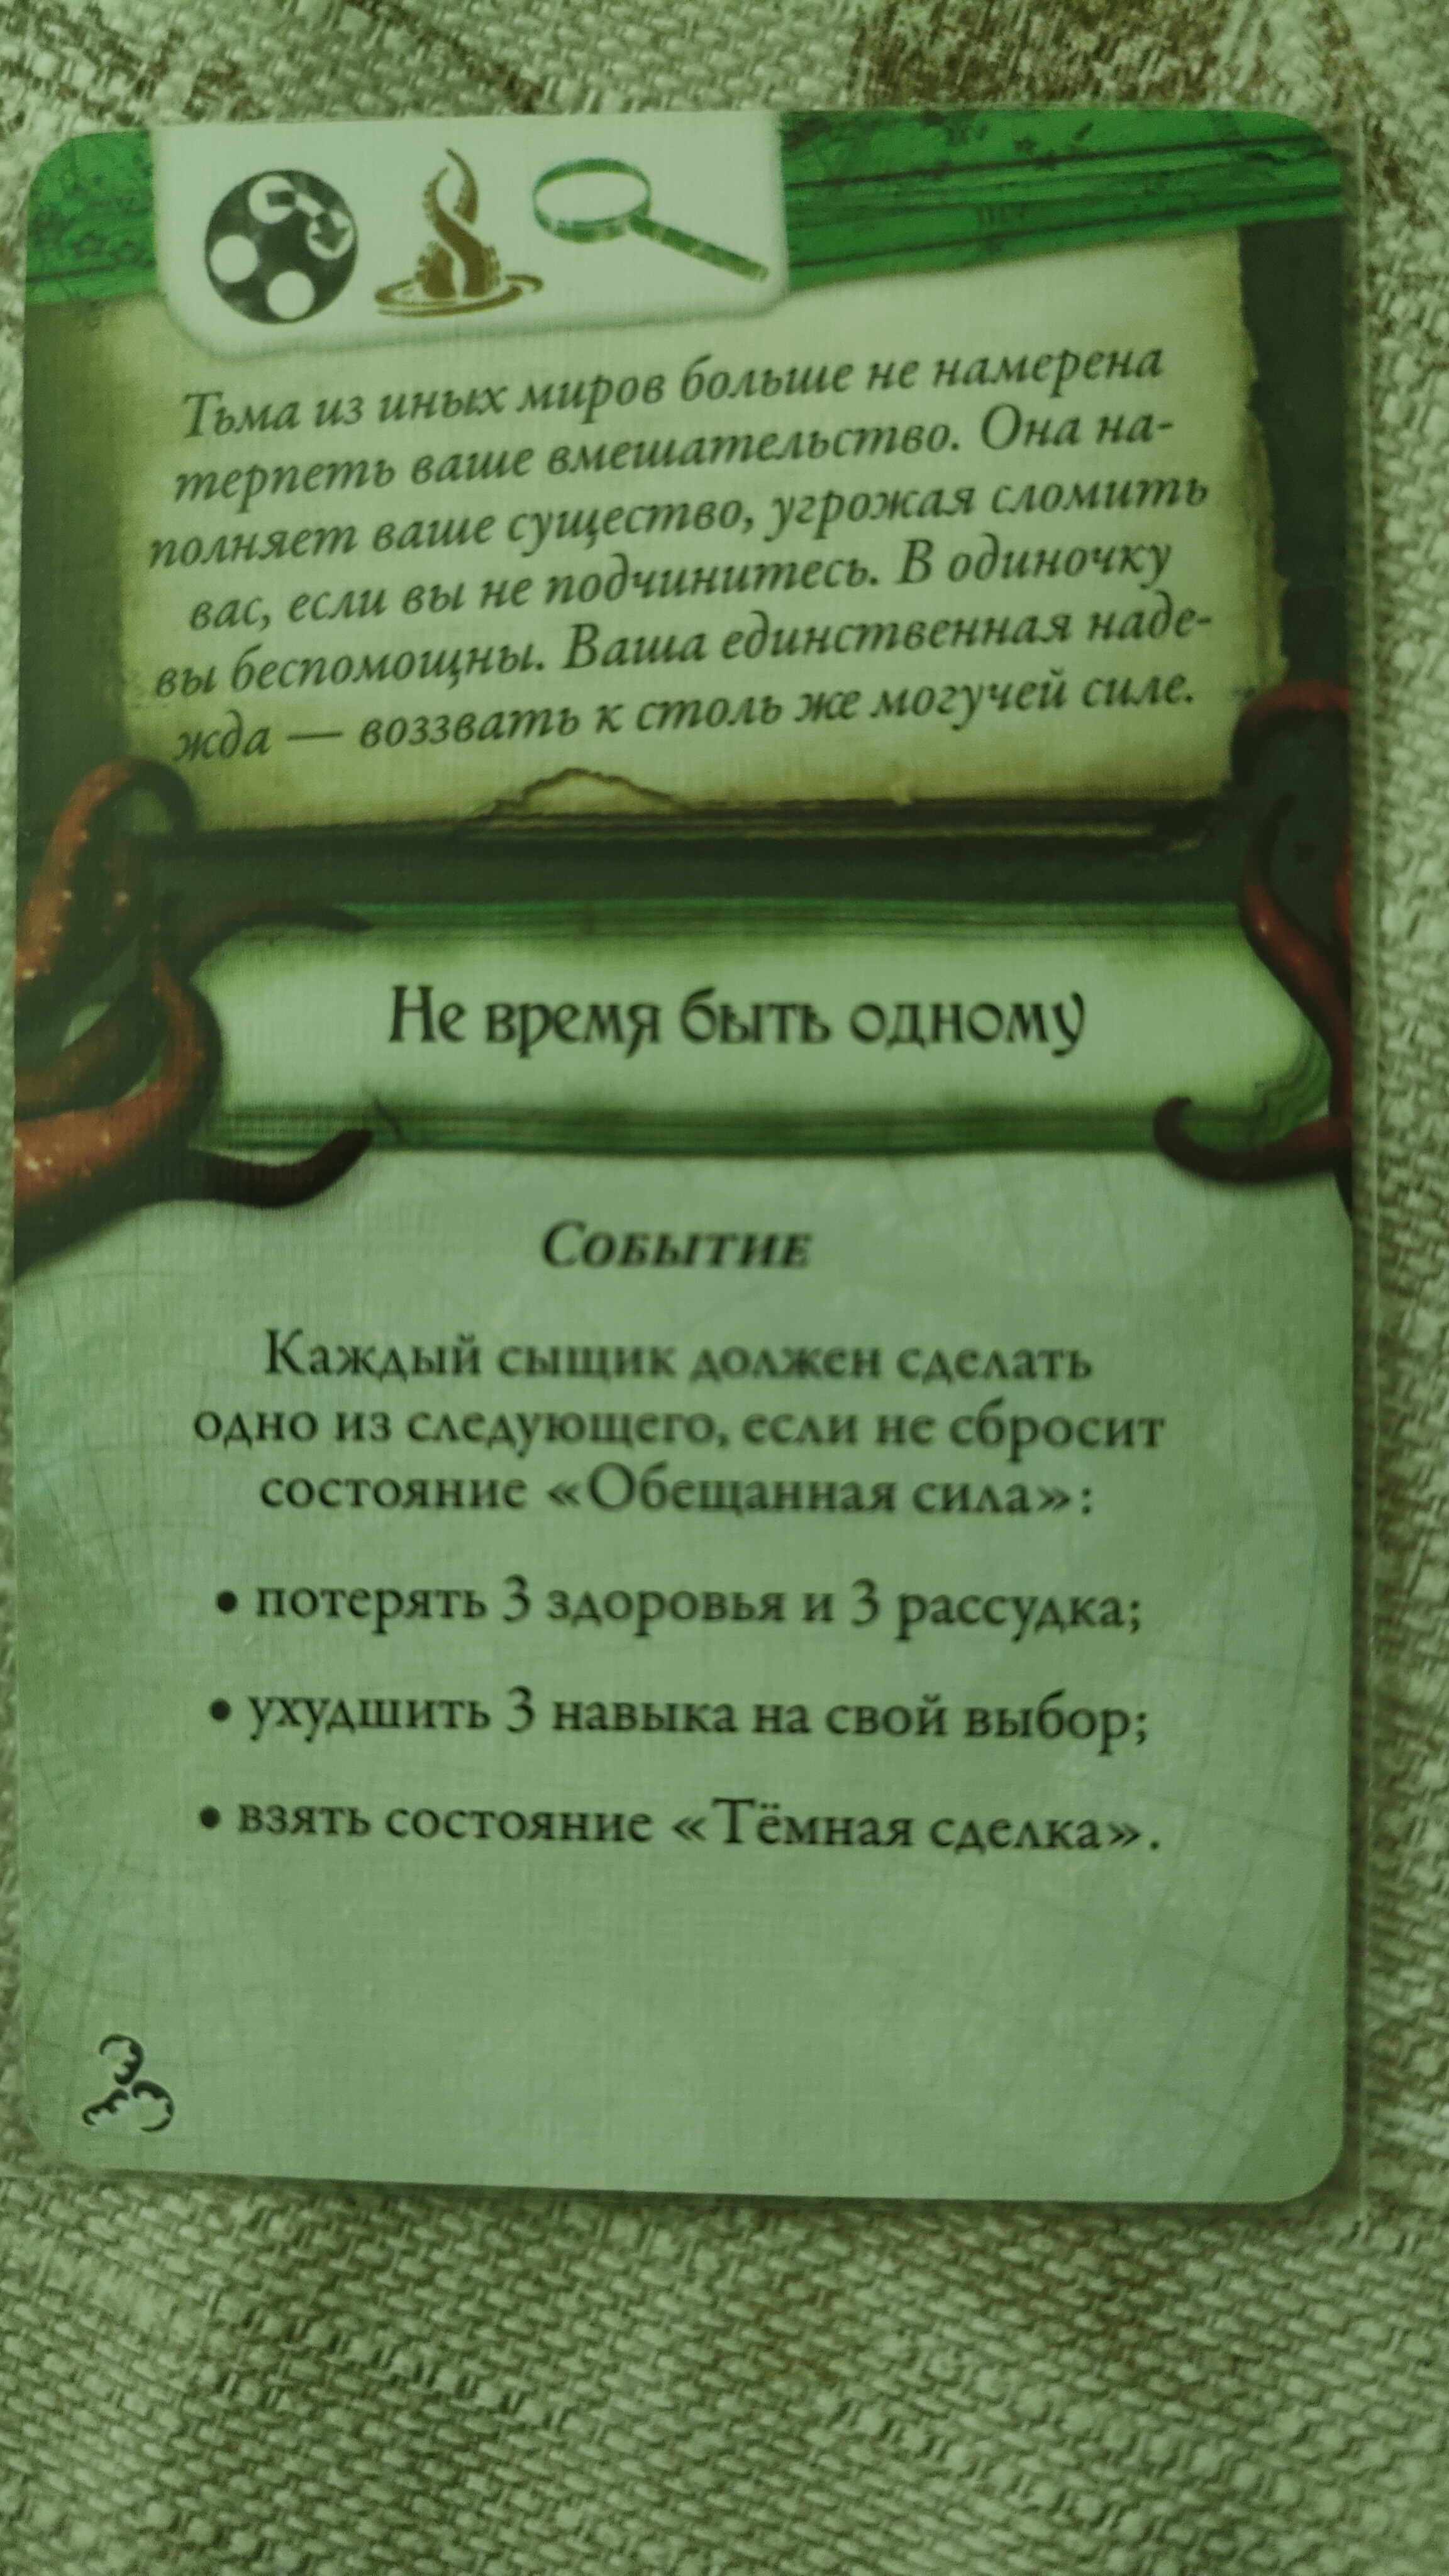 Тьма из иных миров больше не намерена
терпеть ваше вмешательство. Она на-
полняет ваше существо, угрожая сломить
вас, если вы не подчинитесь. В одиночку
вы беспомощны. Ваша единственная наде-
жда — воззвать к столь же могучей силе.
Не время быть одному
Событие
Каждый сыщик должен сделать
одно из следующего, если не сбросит
состояние «Обещанная сила»:
• потерять 3 здоровья и 3 рассудка;
• ухудшить 3 навыка на свой выбор;
• взять состояние «Тёмная сделка».